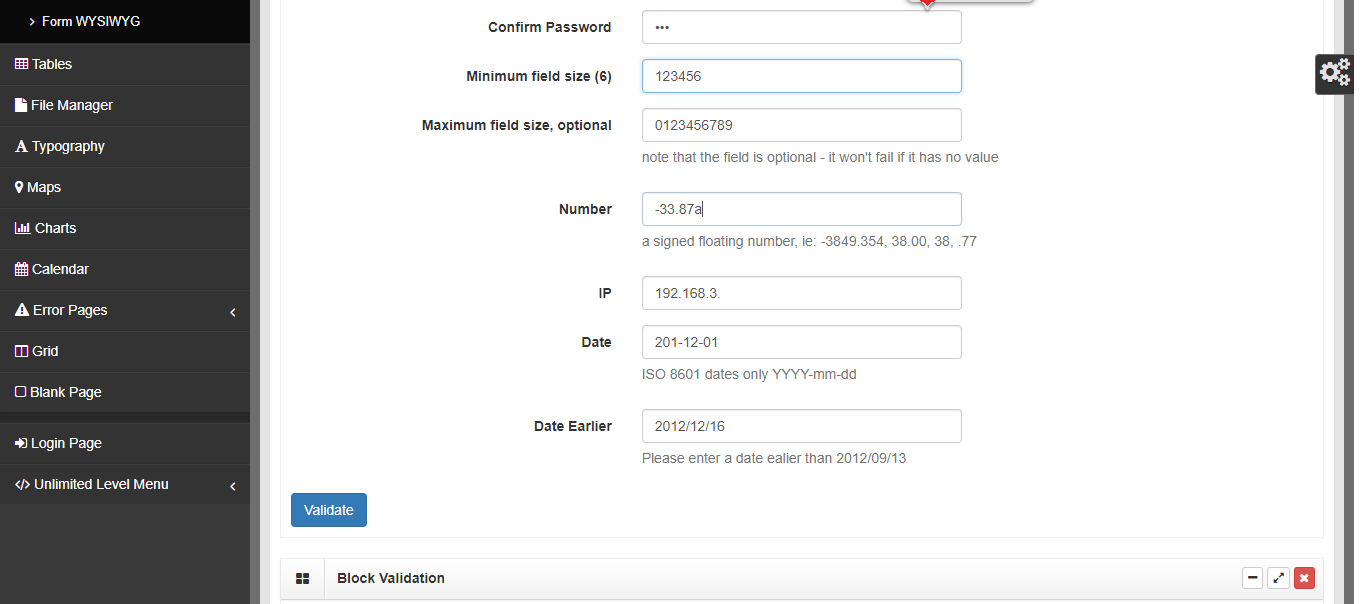 Form WYSIWYG
Tables
File Manager
Typography
Maps
Charts
Calendar
Error Pages
Grid
Blank Page
Login Page
Unlimited Level Menu
Confirm Password
•••
Minimum field size (6)
123456
Maximum field size, optional
0123456789
note that the field is optional - it won't fail if it has no value
Number
-33.87a
a signed floating number, ie: -3849.354, 38.00, 38, .77
IP
192.168.3.
Date
201-12-01
ISO 8601 dates only YYYY-mm-dd
Date Earlier
2012/12/16
Please enter a date ealier than 2012/09/13
Validate
Block Validation